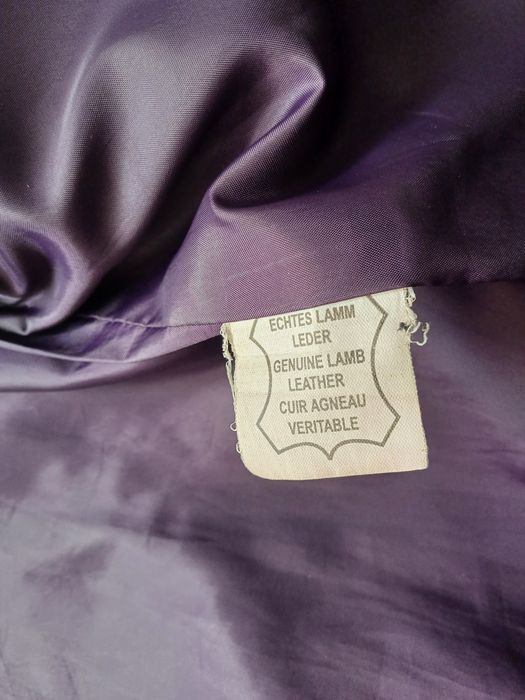 ECHTES LAMM
LEDER
GENUINE LAMB
LEATHER
CUIR AGNEAU
VERITABLE